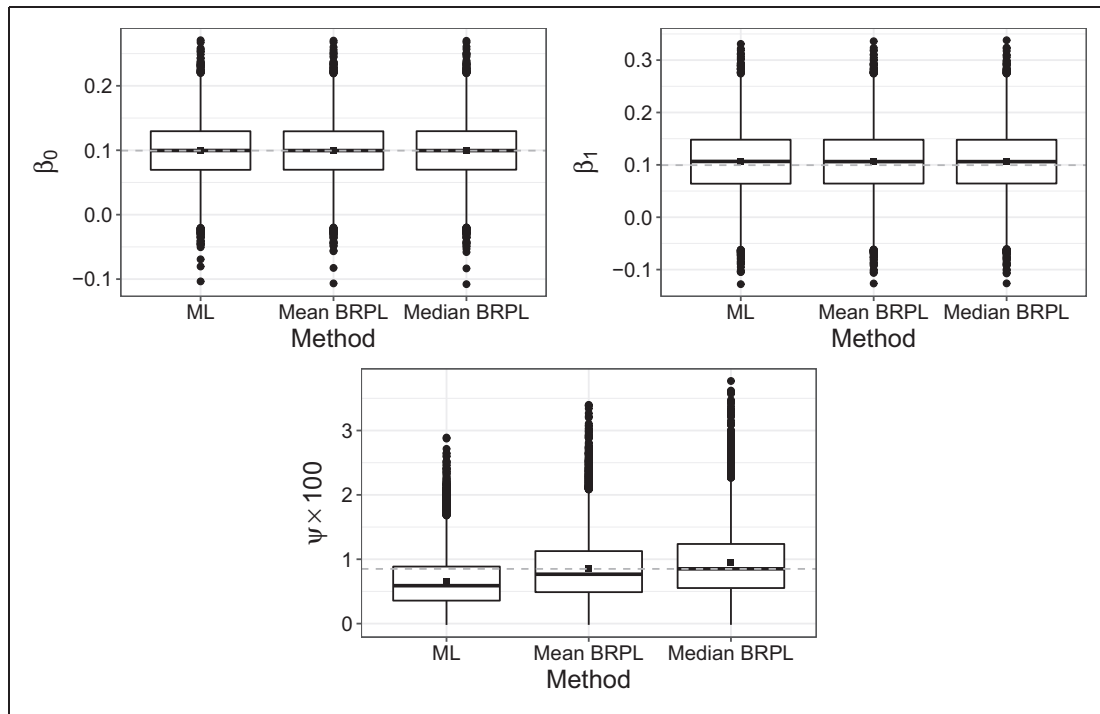 β0
0.2
0.1
0.0
−0.1
ML Mean BRPL Median BRPL
Method
β1
0.3
0.2
0.1
0.0
−0.1
ML Mean BRPL Median BRPL
Method
ψ × 100
3
2
1
0
ML Mean BRPL Median BRPL
Method